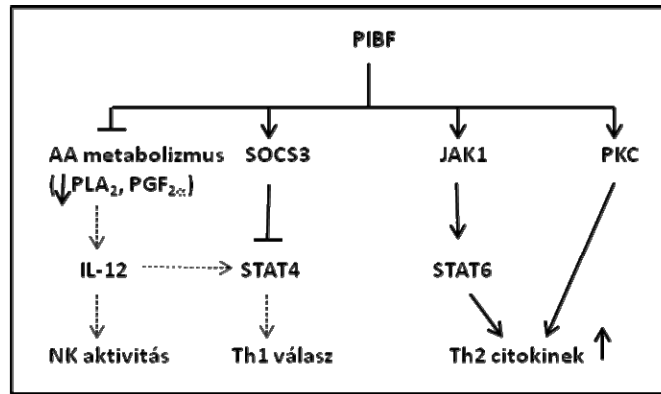 PIBF
AA metabolizmus SOCS3 JAK1 PKC
(↓PLA₂, PGF₂α)
IL-12 STAT4 STAT6
NK aktivitás Th1 válasz Th2 citokinek ↑